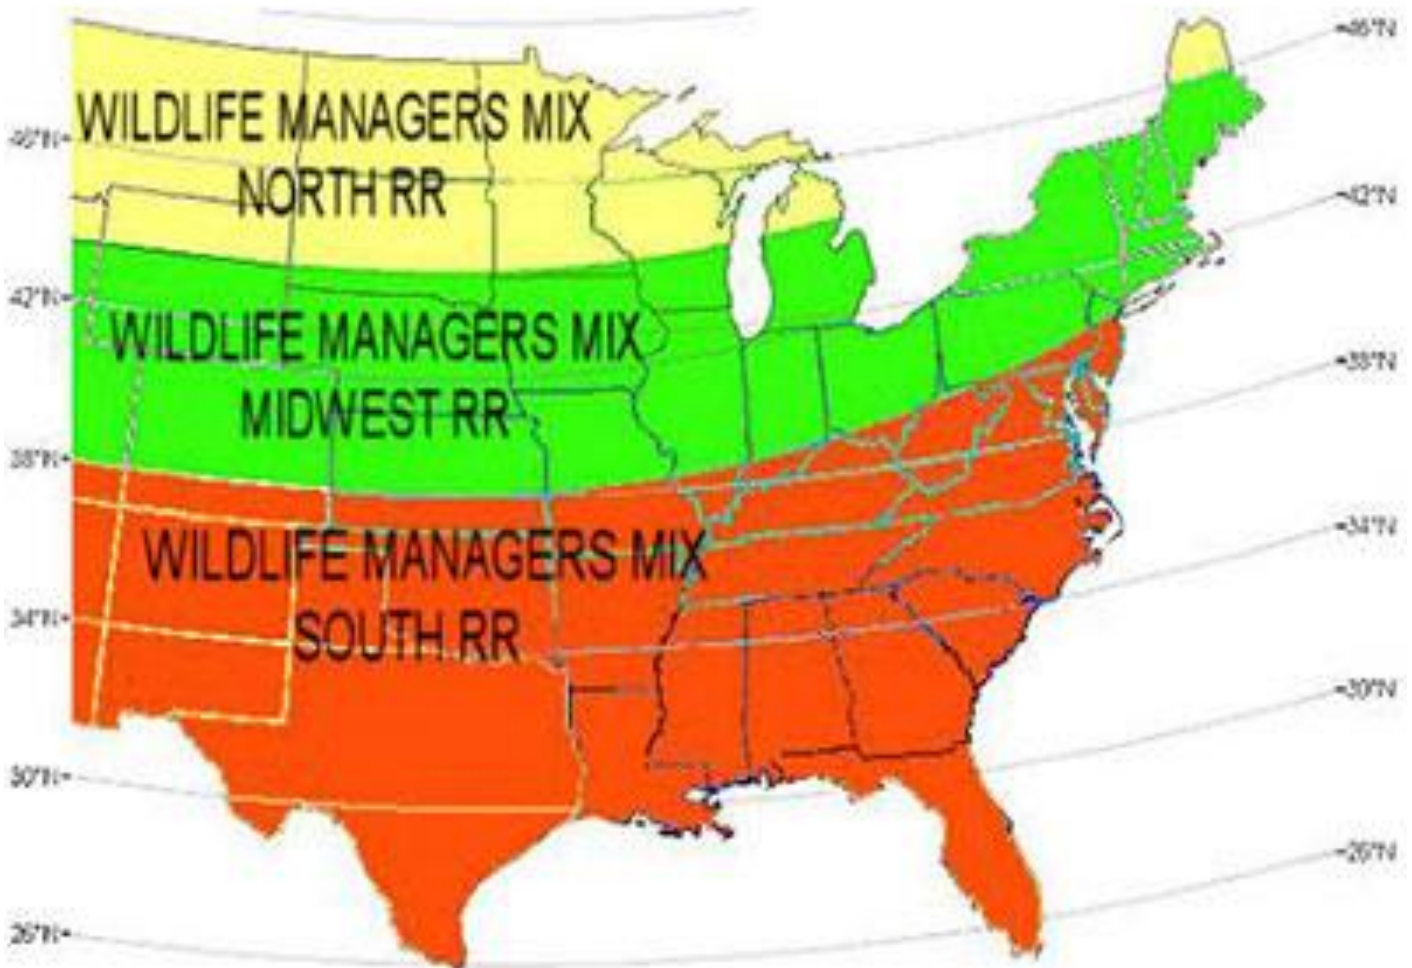 WILDLIFE MANAGERS MIX
NORTH RR
WILDLIFE MANAGERS MIX
MIDWEST RR
WILDLIFE MANAGERS MIX
SOUTH RR
46°N
42°N
38°N
34°N
30°N
26°N
46°N
42°N
38°N
34°N
30°N
26°N